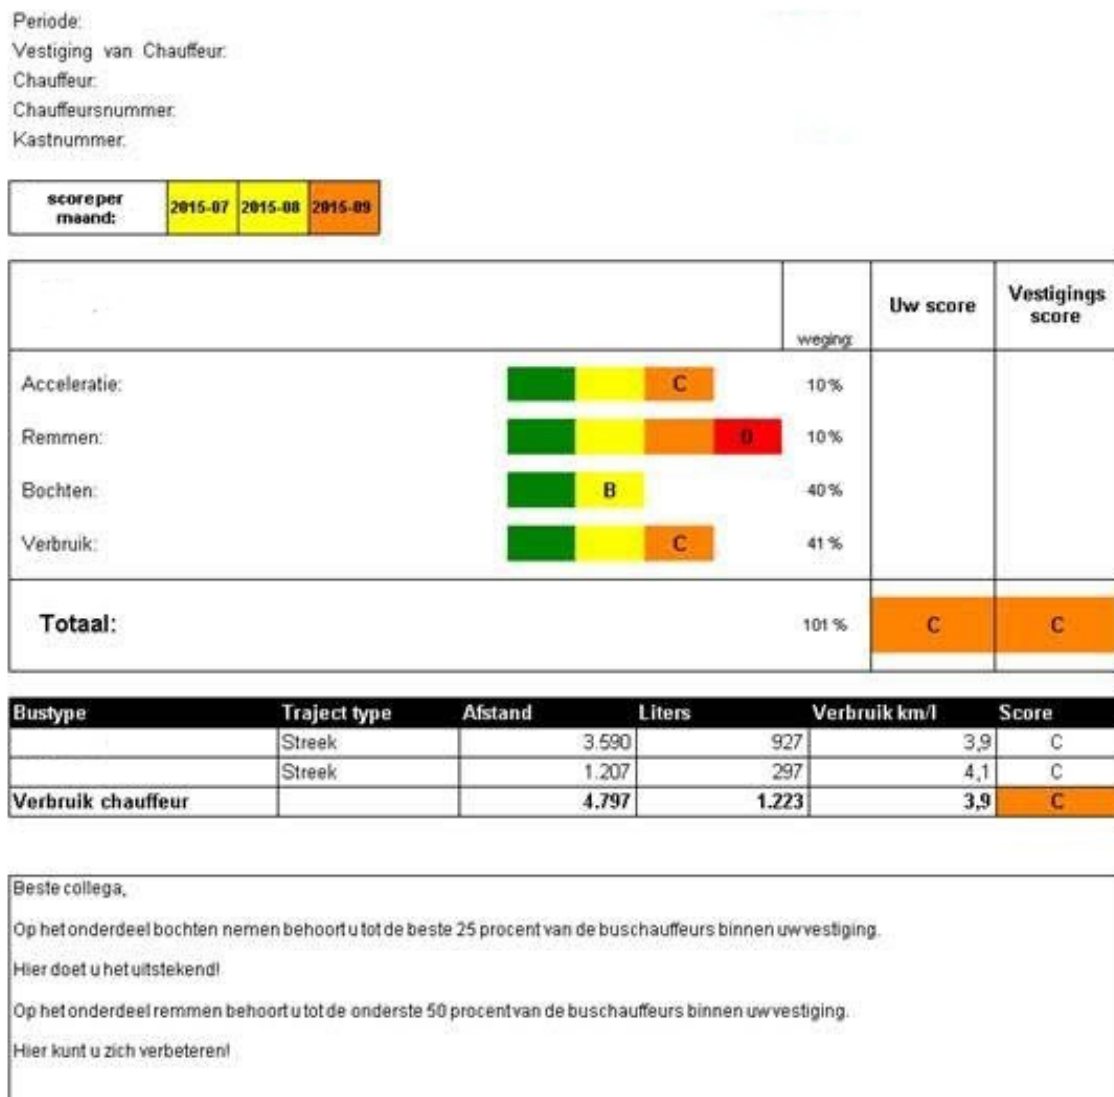 Periode:
Vestiging van Chauffeur:
Chauffeur:
Chauffeursnummer:
Kastnummer:
score per maand: 2015-07 2015-08 2015-09
weging: Uw score Vestigings score
Acceleratie: C 10 %
Remmen: D 10 %
Bochten: B 40 %
Verbruik: C 41 %
Totaal: 101 % C C
Bustype Traject type Afstand Liters Verbruik km/l Score
Streek 3.590 927 3,9 C
Streek 1.207 297 4,1 C
Verbruik chauffeur 4.797 1.223 3,9 C
Beste collega,
Op het onderdeel bochten nemen behoort u tot de beste 25 procent van de buschauffeurs binnen uw vestiging.
Hier doet u het uitstekend!
Op het onderdeel remmen behoort u tot de onderste 50 procent van de buschauffeurs binnen uw vestiging.
Hier kunt u zich verbeteren!